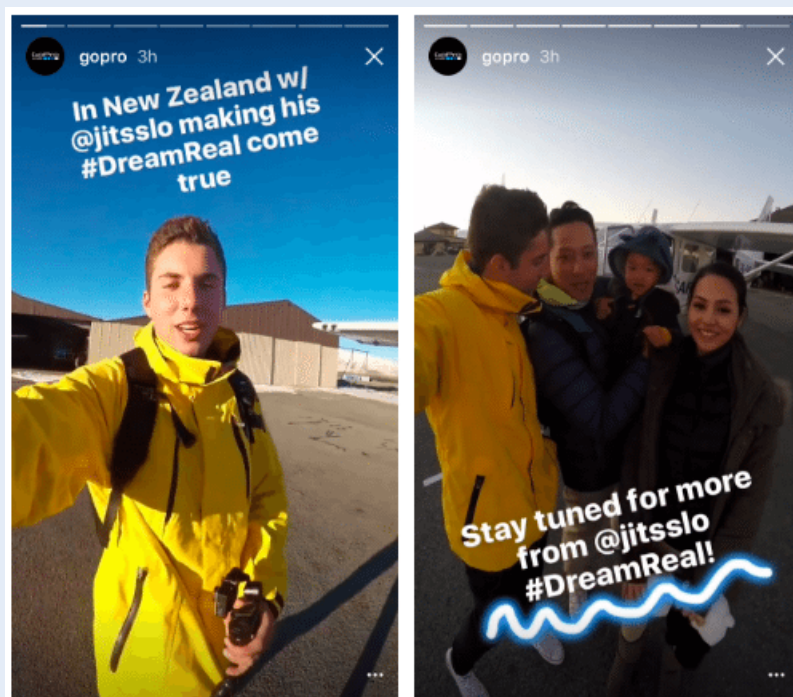 gopro 3h
In New Zealand w/
@jitsslo making his
#DreamReal come
true
gopro 3h
Stay tuned for more
from @jitsslo
#DreamReal!